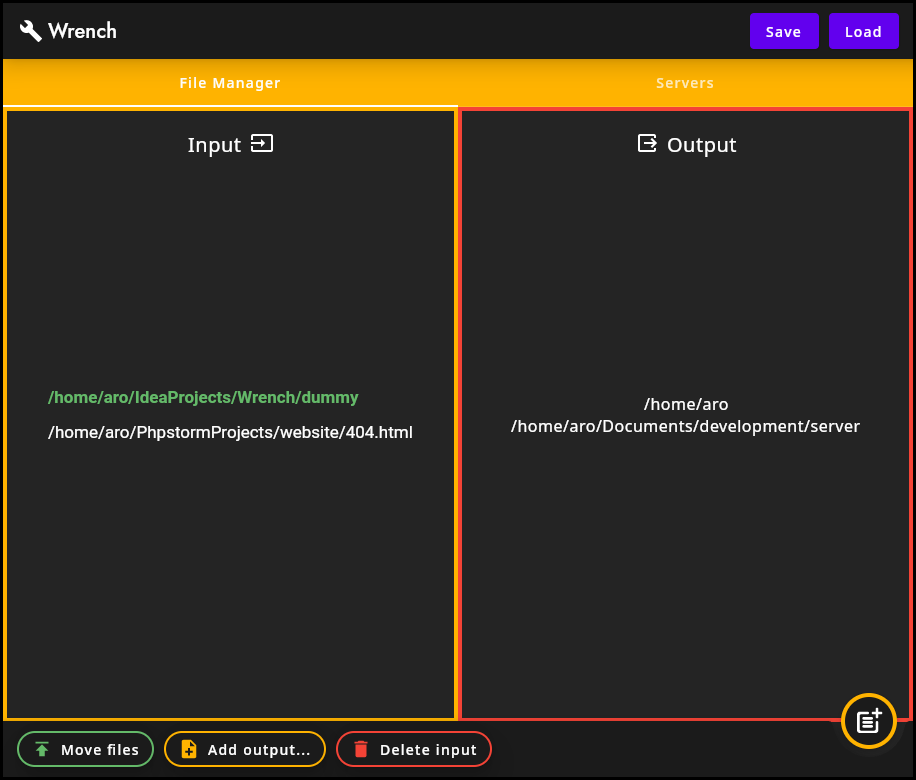 Wrench
Save
Load
File Manager
Servers
Input
Output
/home/aro/IdeaProjects/Wrench/dummy
/home/aro/PhpstormProjects/website/404.html
/home/aro
/home/aro/Documents/development/server
Move files
Add output...
Delete input